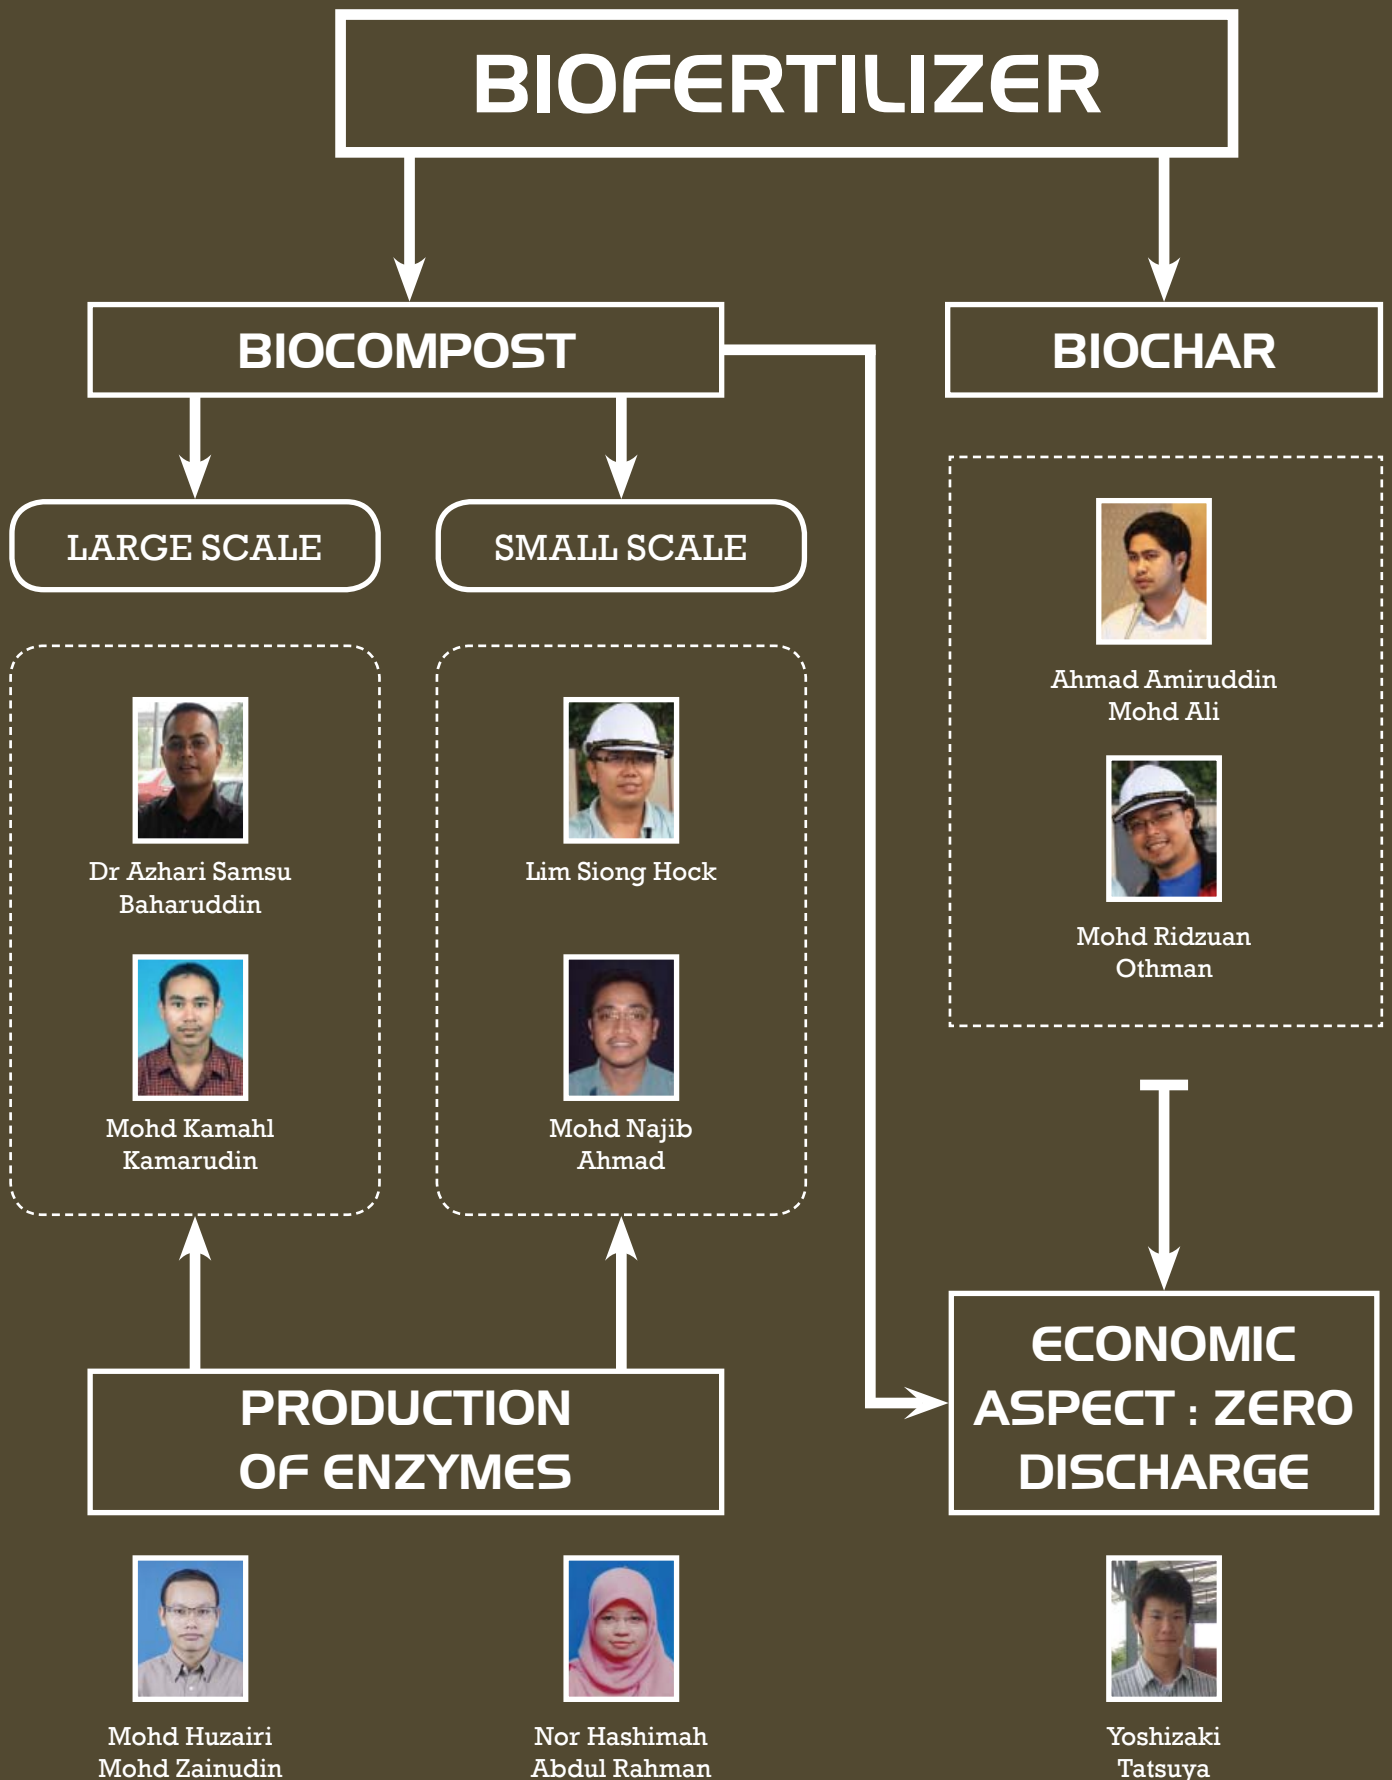 BIOFERTILIZER
BIOCOMPOST
BIOCHAR
LARGE SCALE
SMALL SCALE
Dr Azhari Samsu
Baharuddin
Mohd Kamahl
Kamarudin
Lim Siong Hock
Mohd Najib
Ahmad
Ahmad Amiruddin
Mohd Ali
Mohd Ridzuan
Othman
PRODUCTION
OF ENZYMES
ECONOMIC
ASPECT : ZERO
DISCHARGE
Mohd Huzairi
Mohd Zainudin
Nor Hashimah
Abdul Rahman
Yoshizaki
Tatsuya